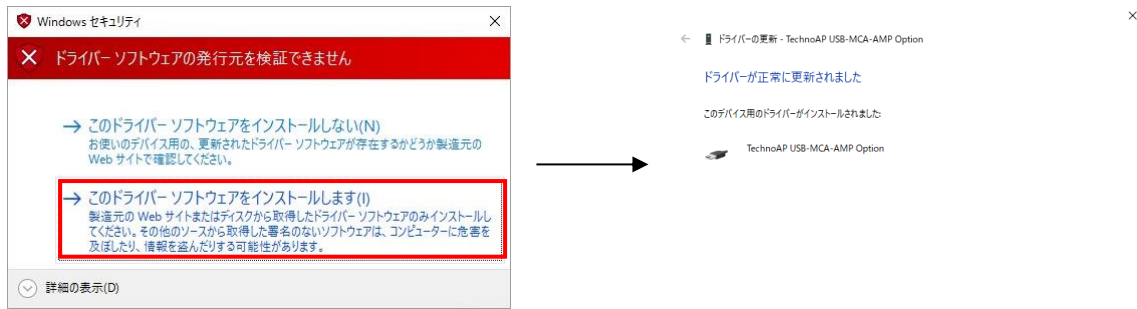 Windows セキュリティ
ドライバー ソフトウェアの発行元を検証できません
このドライバー ソフトウェアをインストールしない(N)
お使いのデバイス用の、更新されたドライバー ソフトウェアが存在するかどうか製造元の
Web サイトで確認してください。
このドライバー ソフトウェアをインストールします(I)
製造元の Web サイトまたはディスクから取得したドライバー ソフトウェアのみインストールし
てください。その他のソースから取得した署名のないソフトウェアは、コンピューターに危害を
及ぼしたり、情報を盗んだりする可能性があります。
詳細の表示(D)
ドライバーの更新 - TechnoAP USB-MCA-AMP Option
ドライバーが正常に更新されました
このデバイス用のドライバーがインストールされました:
TechnoAP USB-MCA-AMP Option